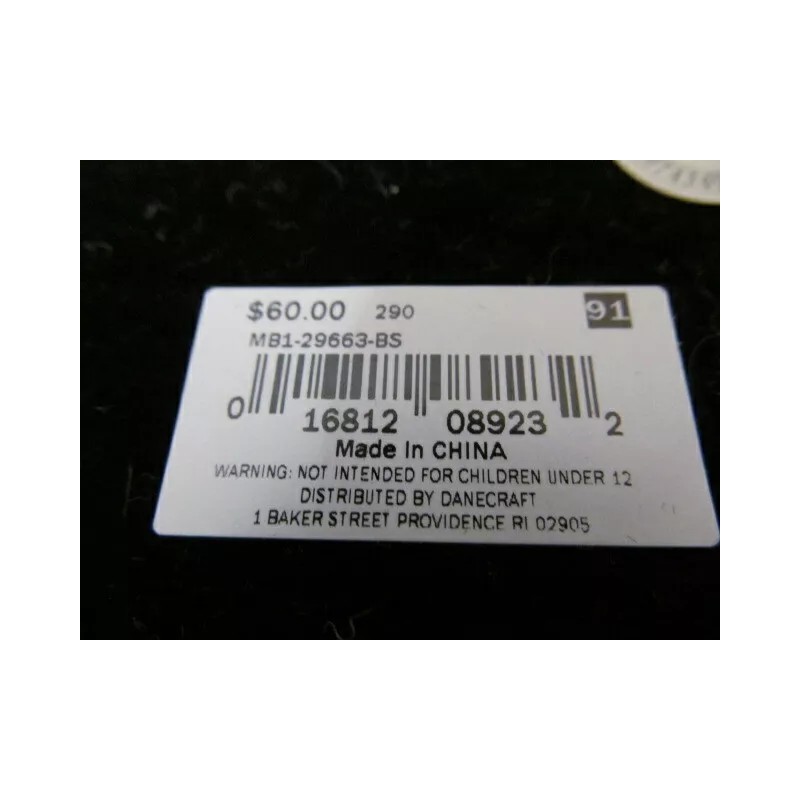 $60.00 290 91
MB1-29663-BS
0 16812 08923 2
Made In CHINA
WARNING: NOT INTENDED FOR CHILDREN UNDER 12
DISTRIBUTED BY DANECRAFT
1 BAKER STREET PROVIDENCE RI 02905